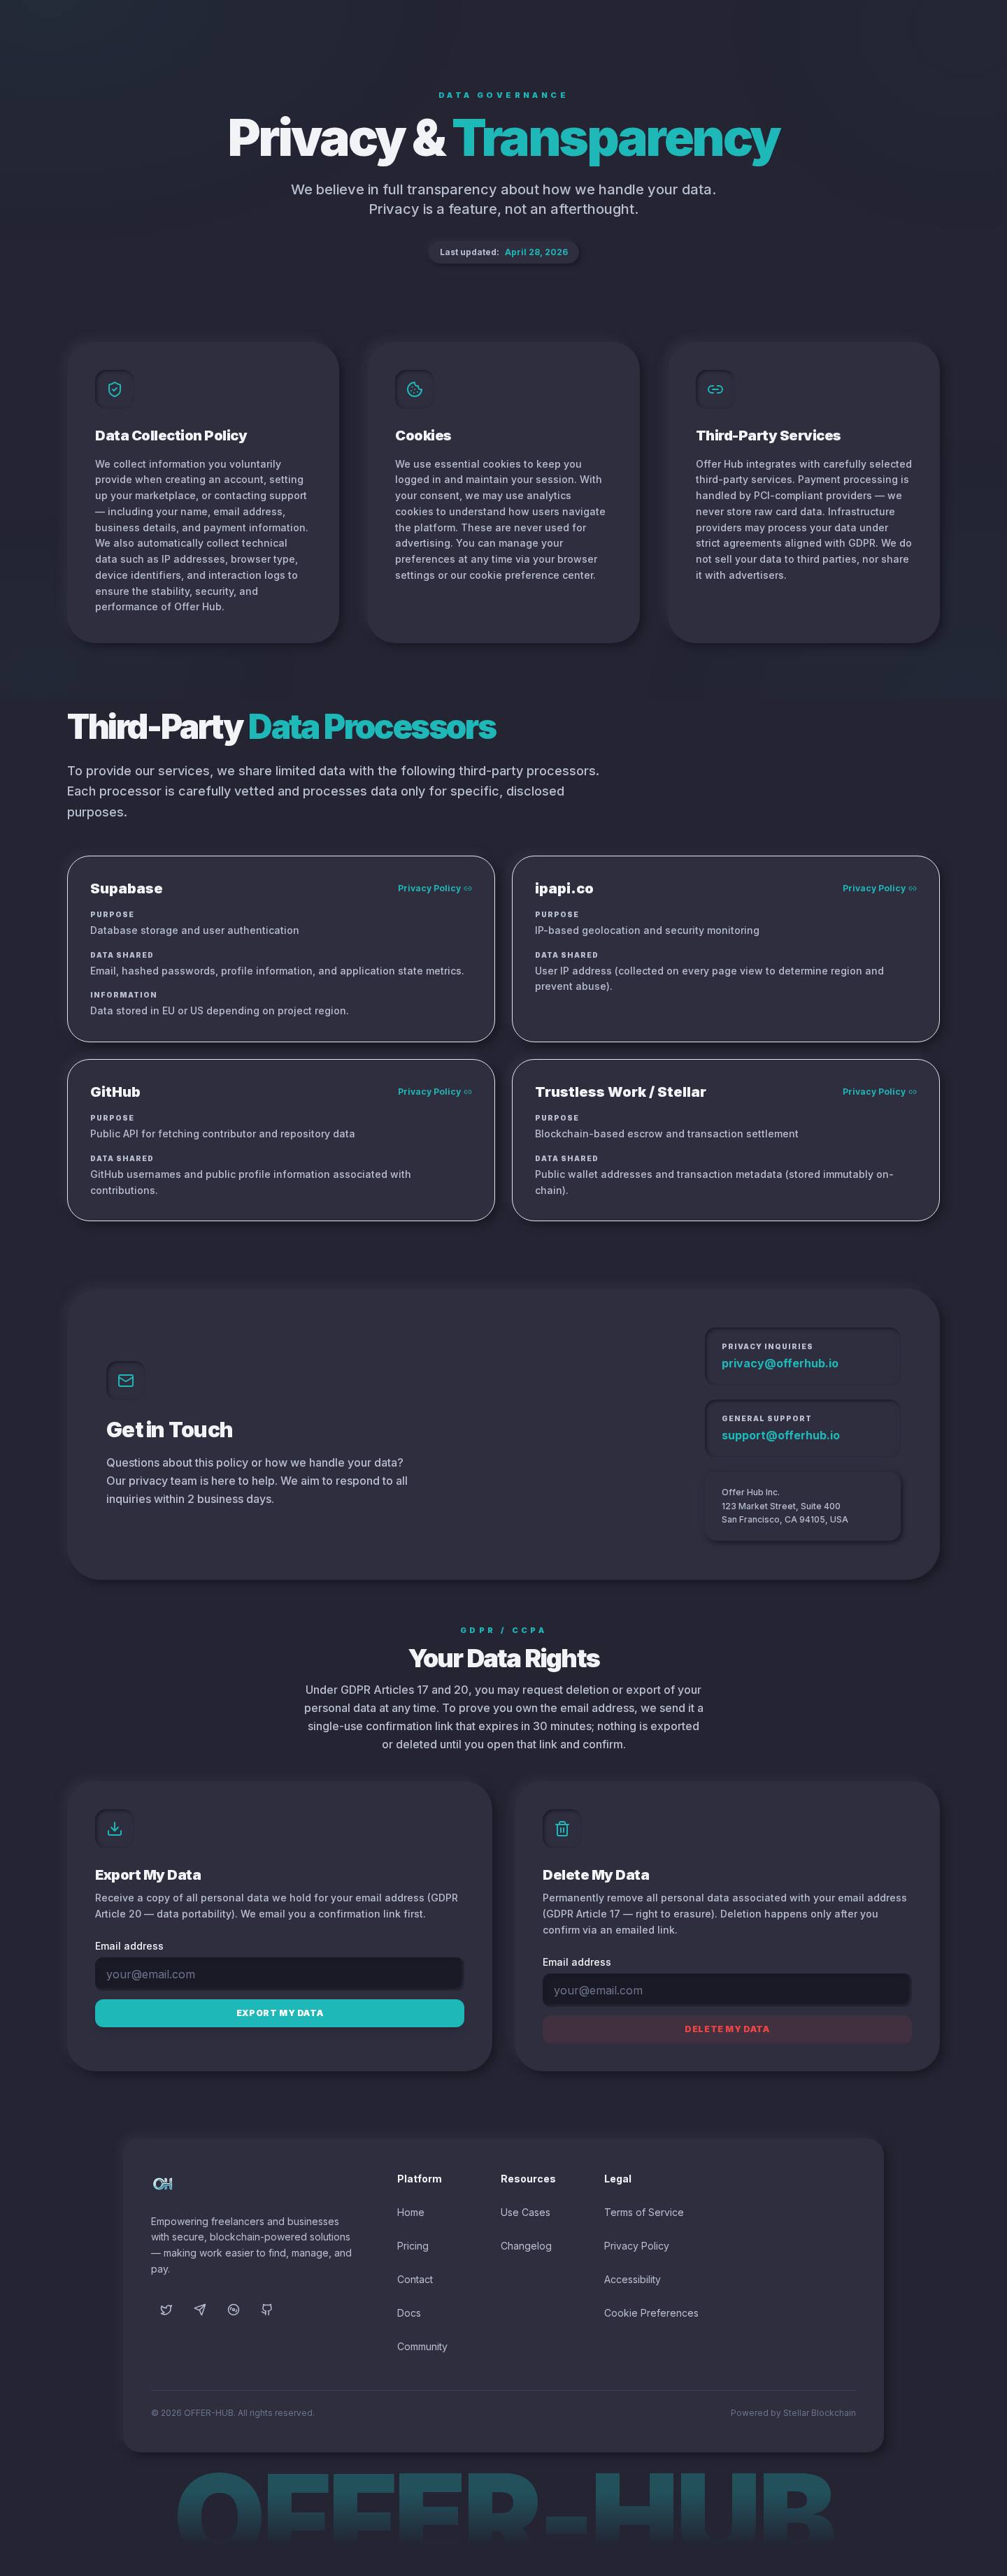 DATA GOVERNANCE
Privacy & Transparency
We believe in full transparency about how we handle your data.
Privacy is a feature, not an afterthought.
Last updated: April 28, 2026
Data Collection Policy
We collect information you voluntarily
provide when creating an account, setting
up your marketplace, or contacting support
— including your name, email address,
business details, and payment information.
We also automatically collect technical
data such as IP addresses, browser type,
device identifiers, and interaction logs to
ensure the stability, security, and
performance of Offer Hub.
Cookies
We use essential cookies to keep you
logged in and maintain your session. With
your consent, we may use analytics
cookies to understand how users navigate
the platform. These are never used for
advertising. You can manage your
preferences at any time via your browser
settings or our cookie preference center.
Third-Party Services
Offer Hub integrates with carefully selected
third-party services. Payment processing is
handled by PCI-compliant providers — we
never store raw card data. Infrastructure
providers may process your data under
strict agreements aligned with GDPR. We do
not sell your data to third parties, nor share
it with advertisers.
Third-Party Data Processors
To provide our services, we share limited data with the following third-party processors.
Each processor is carefully vetted and processes data only for specific, disclosed
purposes.
Supabase
Privacy Policy
PURPOSE
Database storage and user authentication
DATA SHARED
Email, hashed passwords, profile information, and application state metrics.
INFORMATION
Data stored in EU or US depending on project region.
ipapi.co
Privacy Policy
PURPOSE
IP-based geolocation and security monitoring
DATA SHARED
User IP address (collected on every page view to determine region and
prevent abuse).
GitHub
Privacy Policy
PURPOSE
Public API for fetching contributor and repository data
DATA SHARED
GitHub usernames and public profile information associated with
contributions.
Trustless Work / Stellar
Privacy Policy
PURPOSE
Blockchain-based escrow and transaction settlement
DATA SHARED
Public wallet addresses and transaction metadata (stored immutably on-
chain).
Get in Touch
Questions about this policy or how we handle your data?
Our privacy team is here to help. We aim to respond to all
inquiries within 2 business days.
PRIVACY INQUIRIES
privacy@offerhub.io
GENERAL SUPPORT
support@offerhub.io
Offer Hub Inc.
123 Market Street, Suite 400
San Francisco, CA 94105, USA
GDPR / CCPA
Your Data Rights
Under GDPR Articles 17 and 20, you may request deletion or export of your
personal data at any time. To prove you own the email address, we send it a
single-use confirmation link that expires in 30 minutes; nothing is exported
or deleted until you open that link and confirm.
Export My Data
Receive a copy of all personal data we hold for your email address (GDPR
Article 20 — data portability). We email you a confirmation link first.
Email address
your@email.com
EXPORT MY DATA
Delete My Data
Permanently remove all personal data associated with your email address
(GDPR Article 17 — right to erasure). Deletion happens only after you
confirm via an emailed link.
Email address
your@email.com
DELETE MY DATA
OH
Empowering freelancers and businesses
with secure, blockchain-powered solutions
— making work easier to find, manage, and
pay.
Platform
Home
Pricing
Contact
Docs
Community
Resources
Use Cases
Changelog
Legal
Terms of Service
Privacy Policy
Accessibility
Cookie Preferences
© 2026 OFFER-HUB. All rights reserved.
Powered by Stellar Blockchain
OFFER-HUB